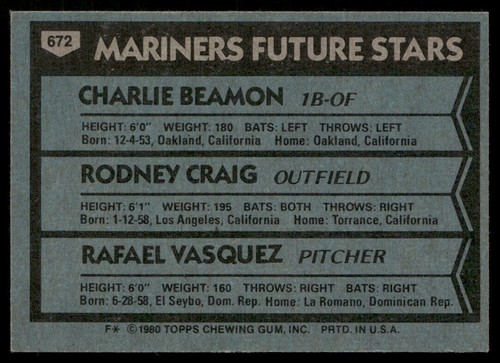 672
MARINERS FUTURE STARS
CHARLIE BEAMON 1B-OF
HEIGHT: 6'0" WEIGHT: 180 BATS: LEFT THROWS: LEFT
Born: 12-4-53, Oakland, California Home: Oakland, California
RODNEY CRAIG OUTFIELD
HEIGHT: 6'1" WEIGHT: 195 BATS: BOTH THROWS: RIGHT
Born: 1-12-58, Los Angeles, California Home: Torrance, California
RAFAEL VASQUEZ PITCHER
HEIGHT: 6'0" WEIGHT: 160 THROWS: RIGHT BATS: RIGHT
Born: 6-28-58, El Seybo, Dom. Rep. Home: La Romano, Dominican Rep.
F* ©1980 TOPPS CHEWING GUM, INC. PRTD. IN U.S.A.